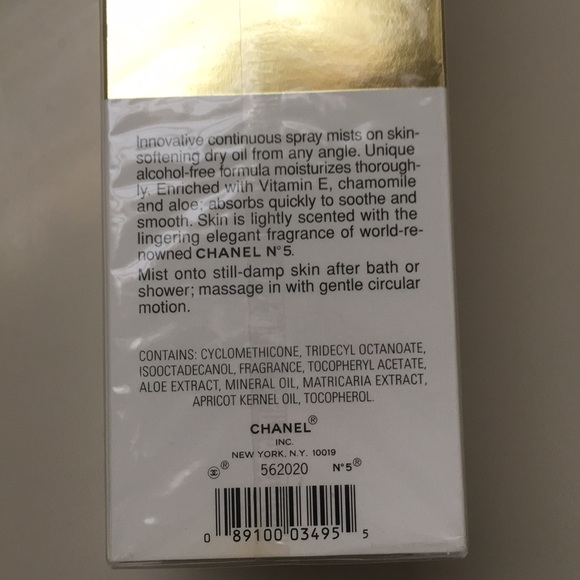 Innovative continuous spray mists on skin-
softening dry oil from any angle. Unique
alcohol-free formula moisturizes thorough-
ly. Enriched with Vitamin E, chamomile
and aloe; absorbs quickly to soothe and
smooth. Skin is lightly scented with the
lingering elegant fragrance of world-re-
nowned CHANEL N°5.
Mist onto still-damp skin after bath or
shower; massage in with gentle circular
motion.
CONTAINS: CYCLOMETHICONE, TRIDECYL OCTANOATE,
ISOOCTADECANOL, FRAGRANCE, TOCOPHERYL ACETATE,
ALOE EXTRACT, MINERAL OIL, MATRICARIA EXTRACT,
APRICOT KERNEL OIL, TOCOPHEROL.
CHANEL®
INC.
NEW YORK, N.Y. 10019
® 562020 N°5®
0 89100 03495 5